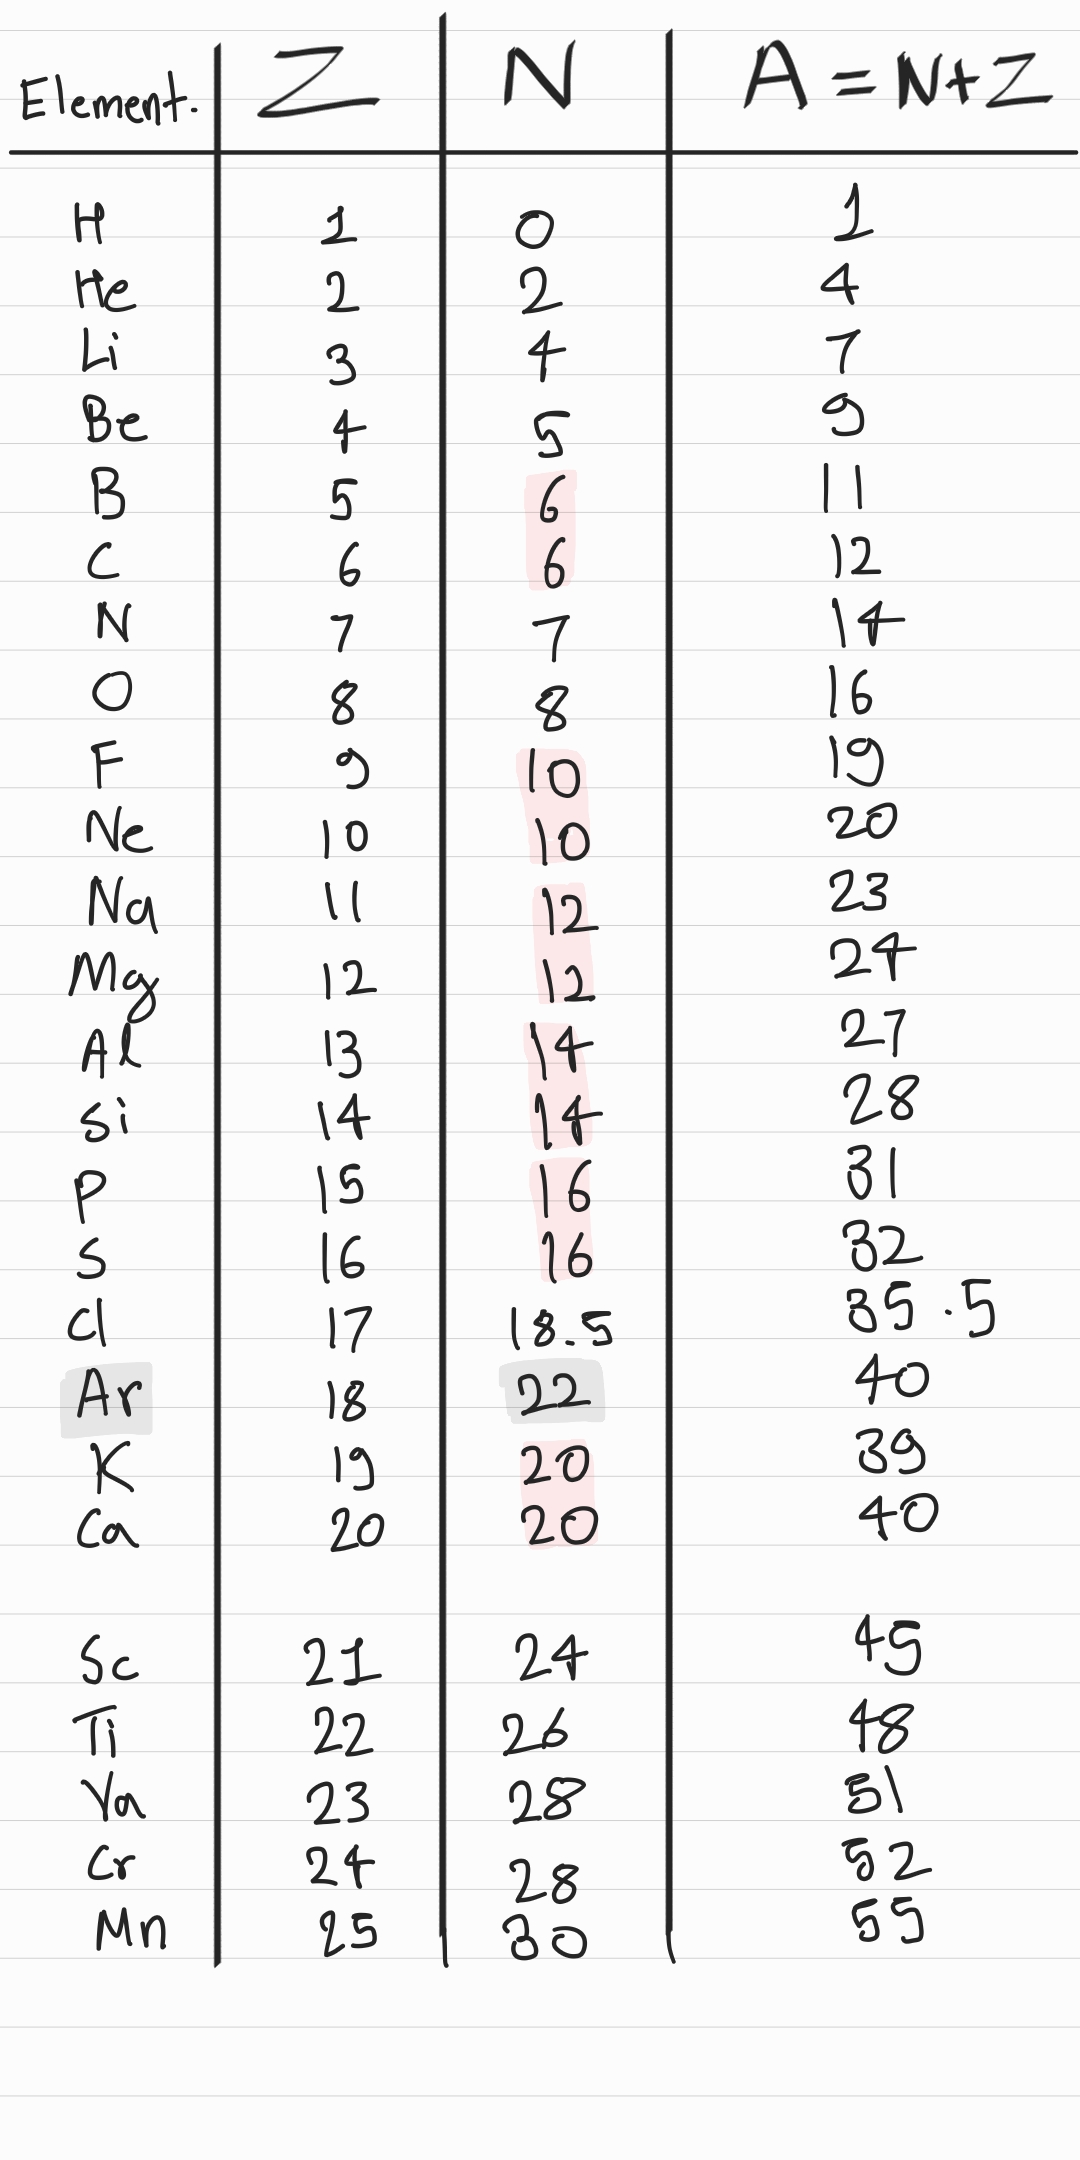 Element. Z N A = N+Z
H 1 0 1
He 2 2 4
Li 3 4 7
Be 4 5 9
B 5 6 11
C 6 6 12
N 7 7 14
O 8 8 16
F 9 10 19
Ne 10 10 20
Na 11 12 23
Mg 12 12 24
Al 13 14 27
Si 14 14 28
P 15 16 31
S 16 16 32
Cl 17 18.5 35.5
Ar 18 22 40
K 19 20 39
Ca 20 20 40
Sc 21 24 45
Ti 22 26 48
Va 23 28 51
Cr 24 28 52
Mn 25 30 55